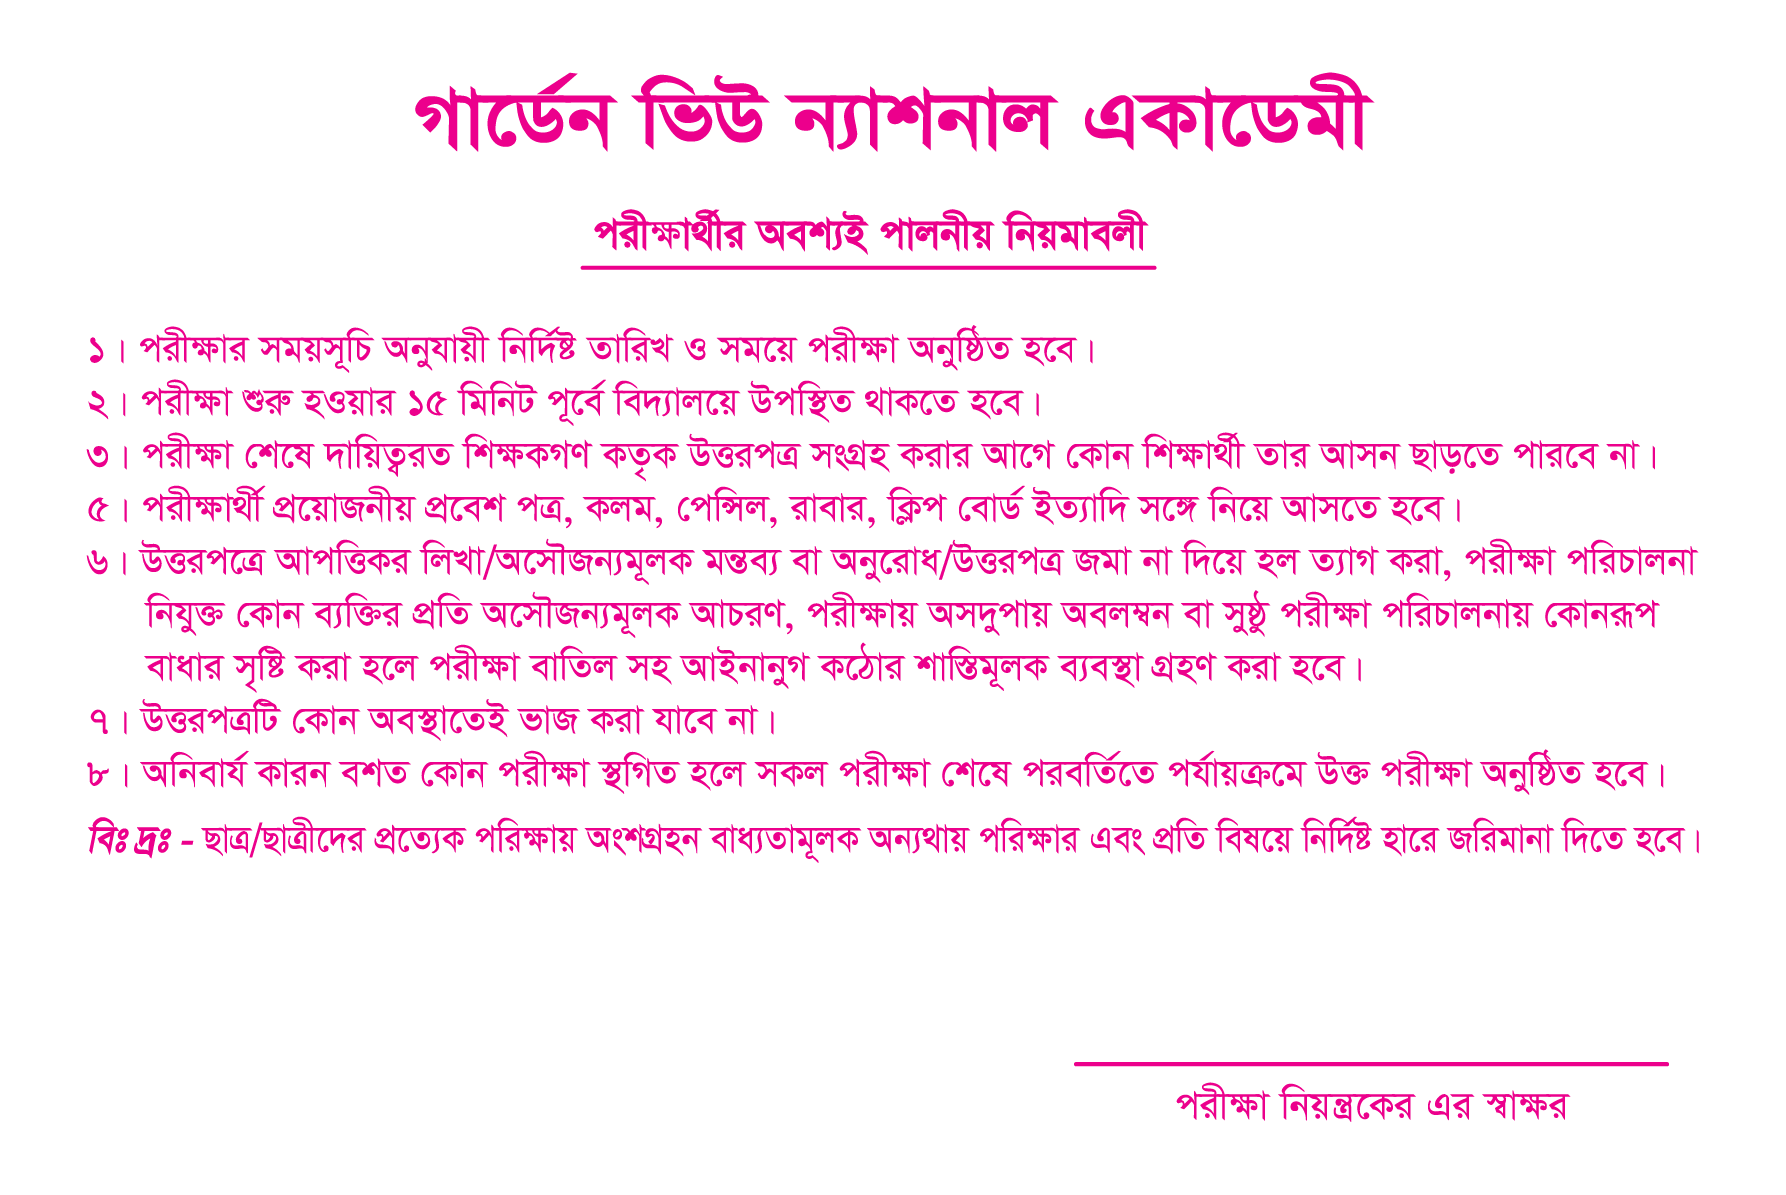 গার্ডেন ভিউ ন্যাশনাল একাডেমী
পরীক্ষার্থীর অবশ্যই পালনীয় নিয়মাবলী
১। পরীক্ষার সময়সূচি অনুযায়ী নির্দিষ্ট তারিখ ও সময়ে পরীক্ষা অনুষ্ঠিত হবে।
২। পরীক্ষা শুরু হওয়ার ১৫ মিনিট পূর্বে বিদ্যালয়ে উপস্থিত থাকতে হবে।
৩। পরীক্ষা শেষে দায়িত্বরত শিক্ষকগণ কতৃক উত্তরপত্র সংগ্রহ করার আগে কোন শিক্ষার্থী তার আসন ছাড়তে পারবে না।
৫। পরীক্ষার্থী প্রয়োজনীয় প্রবেশ পত্র, কলম, পেন্সিল, রাবার, ক্লিপ বোর্ড ইত্যাদি সঙ্গে নিয়ে আসতে হবে।
৬। উত্তরপত্রে আপত্তিকর লিখা/অসৌজন্যমূলক মন্তব্য বা অনুরোধ/উত্তরপত্র জমা না দিয়ে হল ত্যাগ করা, পরীক্ষা পরিচালনা
নিযুক্ত কোন ব্যক্তির প্রতি অসৌজন্যমূলক আচরণ, পরীক্ষায় অসদুপায় অবলম্বন বা সুষ্ঠু পরীক্ষা পরিচালনায় কোনরূপ
বাধার সৃষ্টি করা হলে পরীক্ষা বাতিল সহ আইনানুগ কঠোর শাস্তিমূলক ব্যবস্থা গ্রহণ করা হবে।
৭। উত্তরপত্রটি কোন অবস্থাতেই ভাজ করা যাবে না।
৮। অনিবার্য কারন বশত কোন পরীক্ষা স্থগিত হলে সকল পরীক্ষা শেষে পরবর্তিতে পর্যায়ক্রমে উক্ত পরীক্ষা অনুষ্ঠিত হবে।
বিঃ দ্রঃ - ছাত্র/ছাত্রীদের প্রত্যেক পরিক্ষায় অংশগ্রহন বাধ্যতামূলক অন্যথায় পরিক্ষার এবং প্রতি বিষয়ে নির্দিষ্ট হারে জরিমানা দিতে হবে।
পরীক্ষা নিয়ন্ত্রকের এর স্বাক্ষর